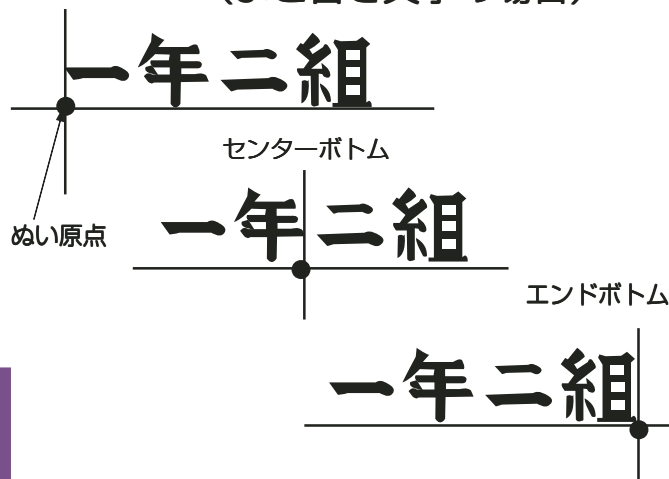 一年二組
センターボトム
一年二組
ぬい原点
エンドボトム
一年二組